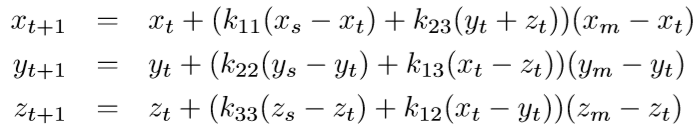 x_{t+1} = x_t + (k_{11}(x_s − x_t) + k_{23}(y_t + z_t))(x_m − x_t)
y_{t+1} = y_t + (k_{22}(y_s − y_t) + k_{13}(x_t − z_t))(y_m − y_t)
z_{t+1} = z_t + (k_{33}(z_s − z_t) + k_{12}(x_t − y_t))(z_m − z_t)